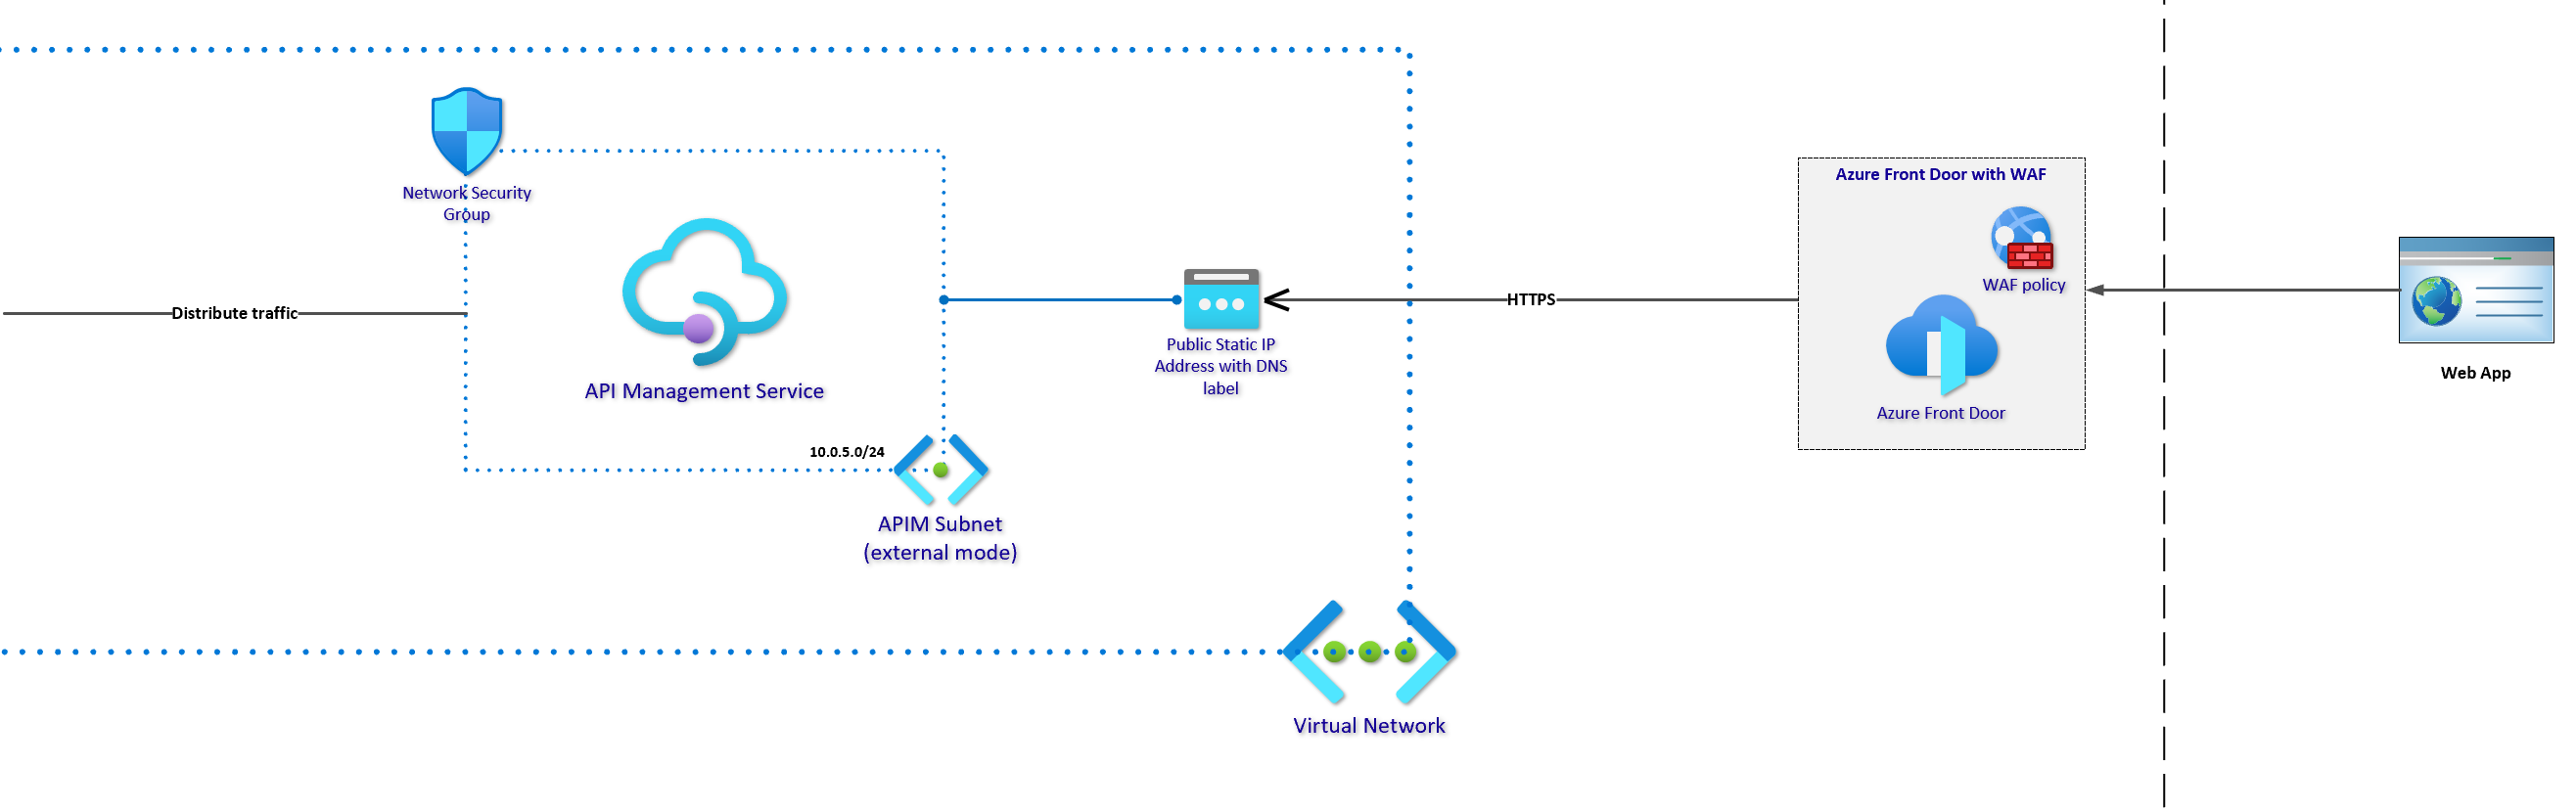 Network Security
Group
API Management Service
Distribute traffic
10.0.5.0/24
APIM Subnet
(external mode)
Public Static IP
Address with DNS
label
Virtual Network
HTTPS
Azure Front Door with WAF
WAF policy
Azure Front Door
Web App